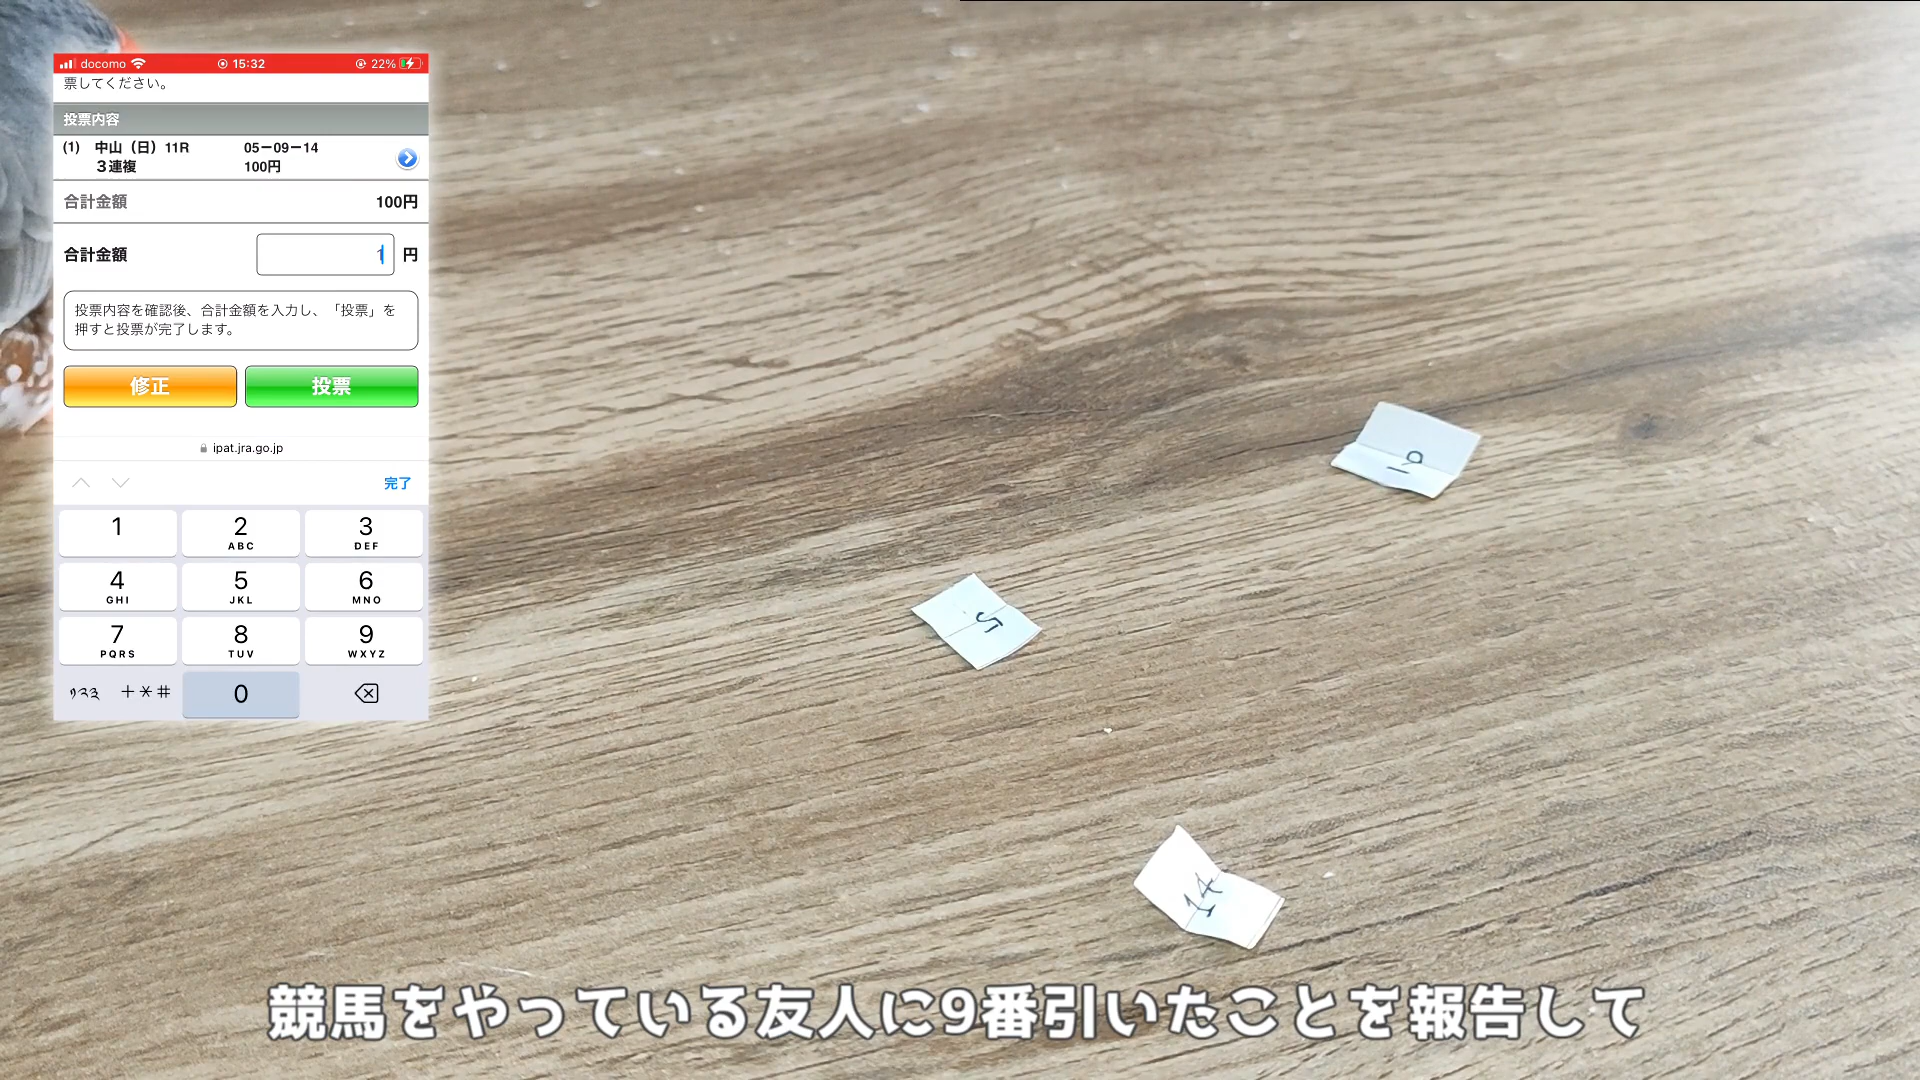 docomo 15:32 22%
票してください。
投票内容
(1) 中山（日）11R 05−09−14
３連複 100円
合計金額 100円
合計金額 1 円
投票内容を確認後、合計金額を入力し、「投票」を
押すと投票が完了します。
修正 投票
ipat.jra.go.jp
完了
1 2 3
ABC DEF
4 5 6
GHI JKL MNO
7 8 9
PQRS TUV WXYZ
+*# 0
9
5
14
競馬をやっている友人に9番引いたことを報告して